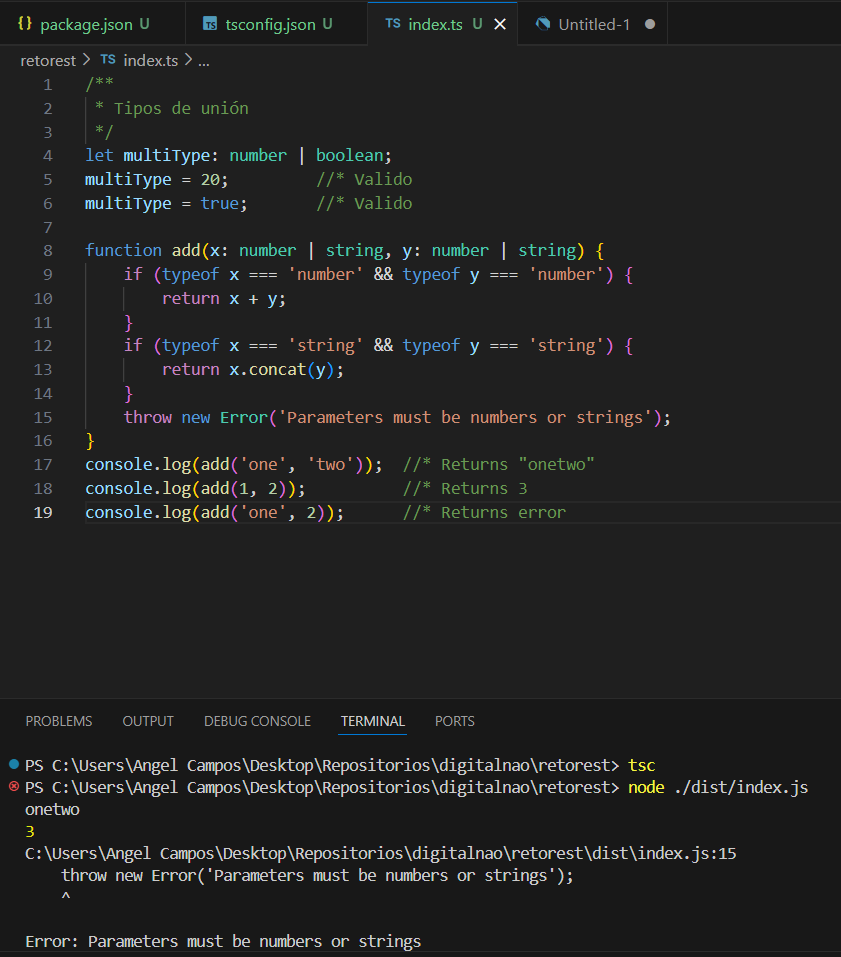 {} package.json U TS tsconfig.json U TS index.ts U × Untitled-1 ●
retorest > TS index.ts > ...
1 /**
2  * Tipos de unión
3  */
4 let multiType: number | boolean;
5 multiType = 20;         //* Valido
6 multiType = true;       //* Valido
7
8 function add(x: number | string, y: number | string) {
9     if (typeof x === 'number' && typeof y === 'number') {
10         return x + y;
11     }
12     if (typeof x === 'string' && typeof y === 'string') {
13         return x.concat(y);
14     }
15     throw new Error('Parameters must be numbers or strings');
16 }
17 console.log(add('one', 'two'));  //* Returns "onetwo"
18 console.log(add(1, 2));          //* Returns 3
19 console.log(add('one', 2));      //* Returns error
PROBLEMS OUTPUT DEBUG CONSOLE TERMINAL PORTS
PS C:\Users\Angel Campos\Desktop\Repositorios\digitalnao\retorest> tsc
PS C:\Users\Angel Campos\Desktop\Repositorios\digitalnao\retorest> node ./dist/index.js
onetwo
3
C:\Users\Angel Campos\Desktop\Repositorios\digitalnao\retorest\dist\index.js:15
    throw new Error('Parameters must be numbers or strings');
    ^
Error: Parameters must be numbers or strings